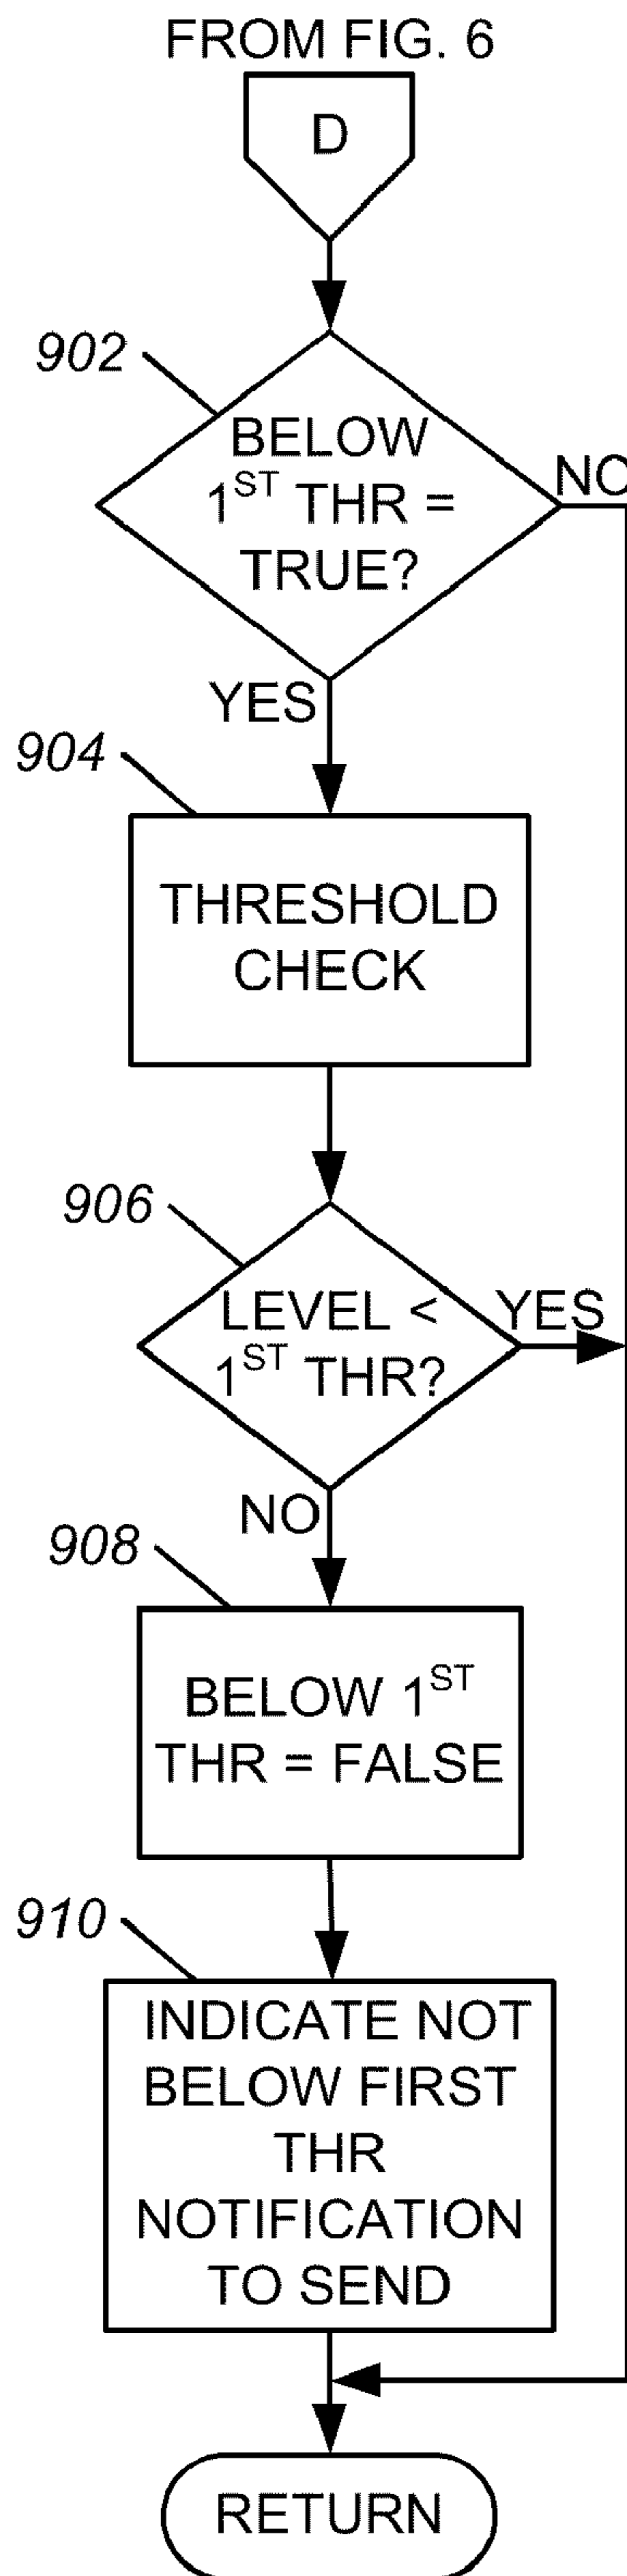 FROM FIG. 6
D
902
BELOW
1ST THR =
TRUE?
NO
YES
904
THRESHOLD
CHECK
906
LEVEL <
1ST THR?
YES
NO
908
BELOW 1ST
THR = FALSE
910
INDICATE NOT
BELOW FIRST
THR
NOTIFICATION
TO SEND
RETURN